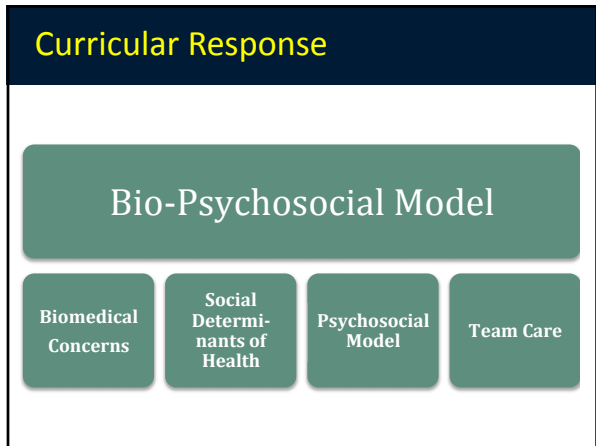 Curricular Response
Bio-Psychosocial Model
Biomedical
Concerns
Social
Determi-
nants of
Health
Psychosocial
Model
Team Care